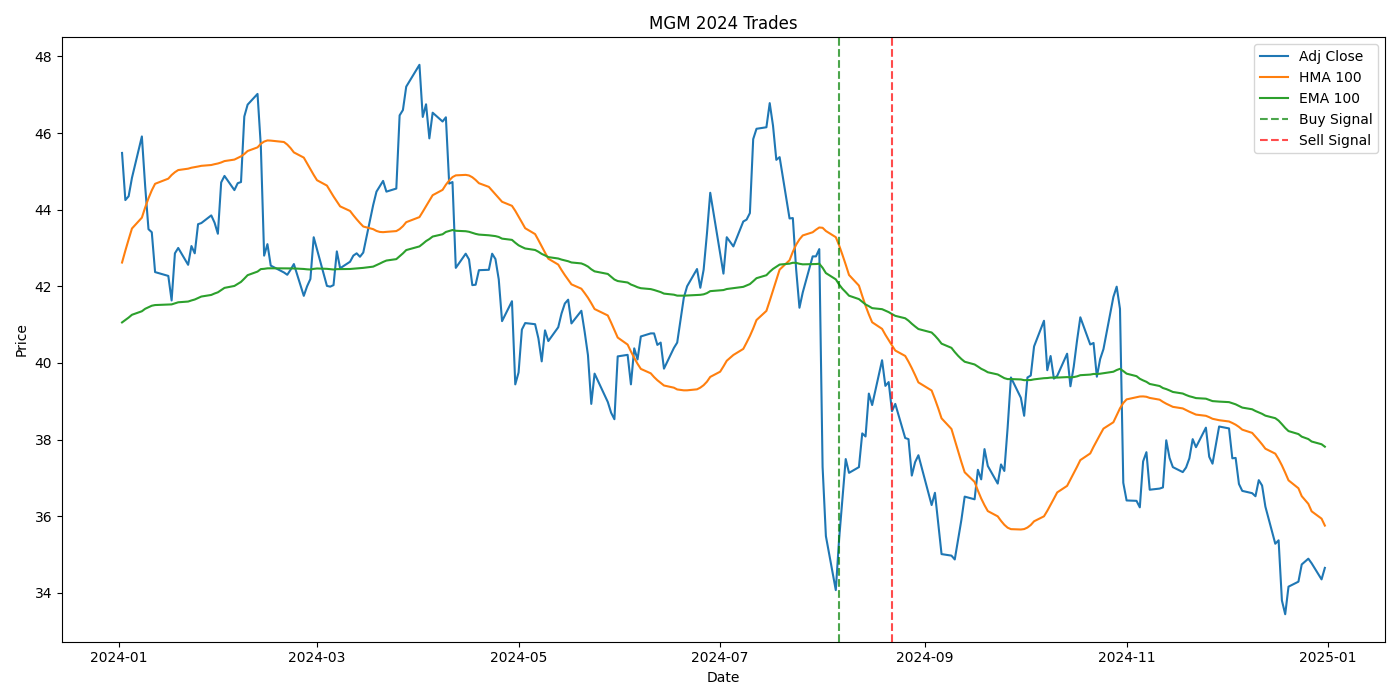 MGM 2024 Trades
48
46
44
42
40
38
36
34
Price
Adj Close
HMA 100
EMA 100
Buy Signal
Sell Signal
2024-01 2024-03 2024-05 2024-07 2024-09 2024-11 2025-01
Date